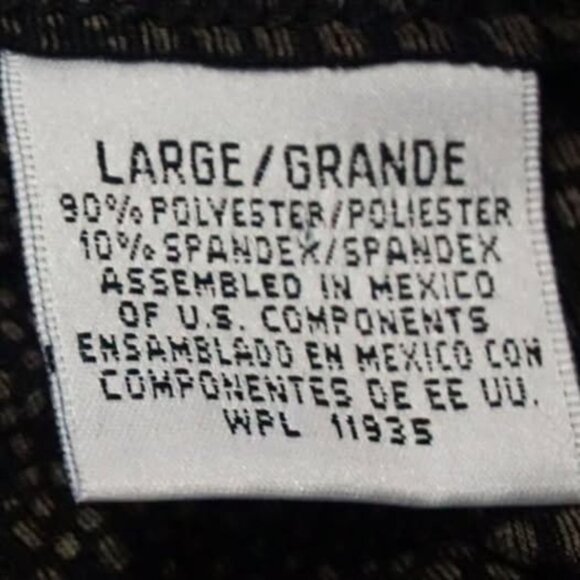 LARGE/GRANDE
90% POLYESTER/POLIESTER
10% SPANDEX/SPANDEX
ASSEMBLED IN MEXICO
OF U.S. COMPONENTS
ENSAMBLADO EN MEXICO CON
COMPONENTES DE EE UU.
WPL 11935